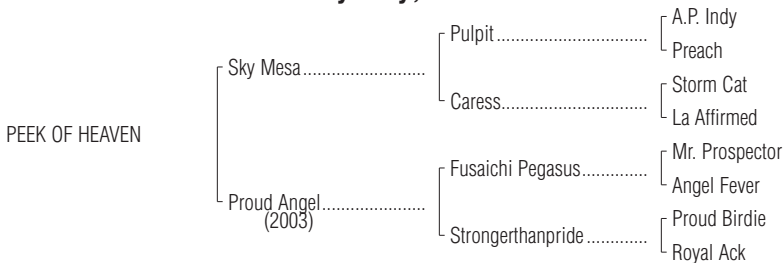 A.P. Indy
Pulpit
Preach
Sky Mesa
Storm Cat
Caress
La Affirmed
PEEK OF HEAVEN
Mr. Prospector
Fusaichi Pegasus
Angel Fever
Proud Angel
(2003)
Proud Birdie
Strongerthanpride
Royal Ack